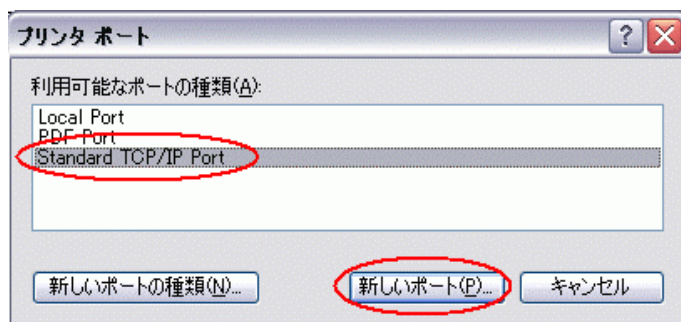 プリンタ ポート
利用可能なポートの種類(A):
Local Port
PDF Port
Standard TCP/IP Port
新しいポートの種類(N)...
新しいポート(P)...
キャンセル